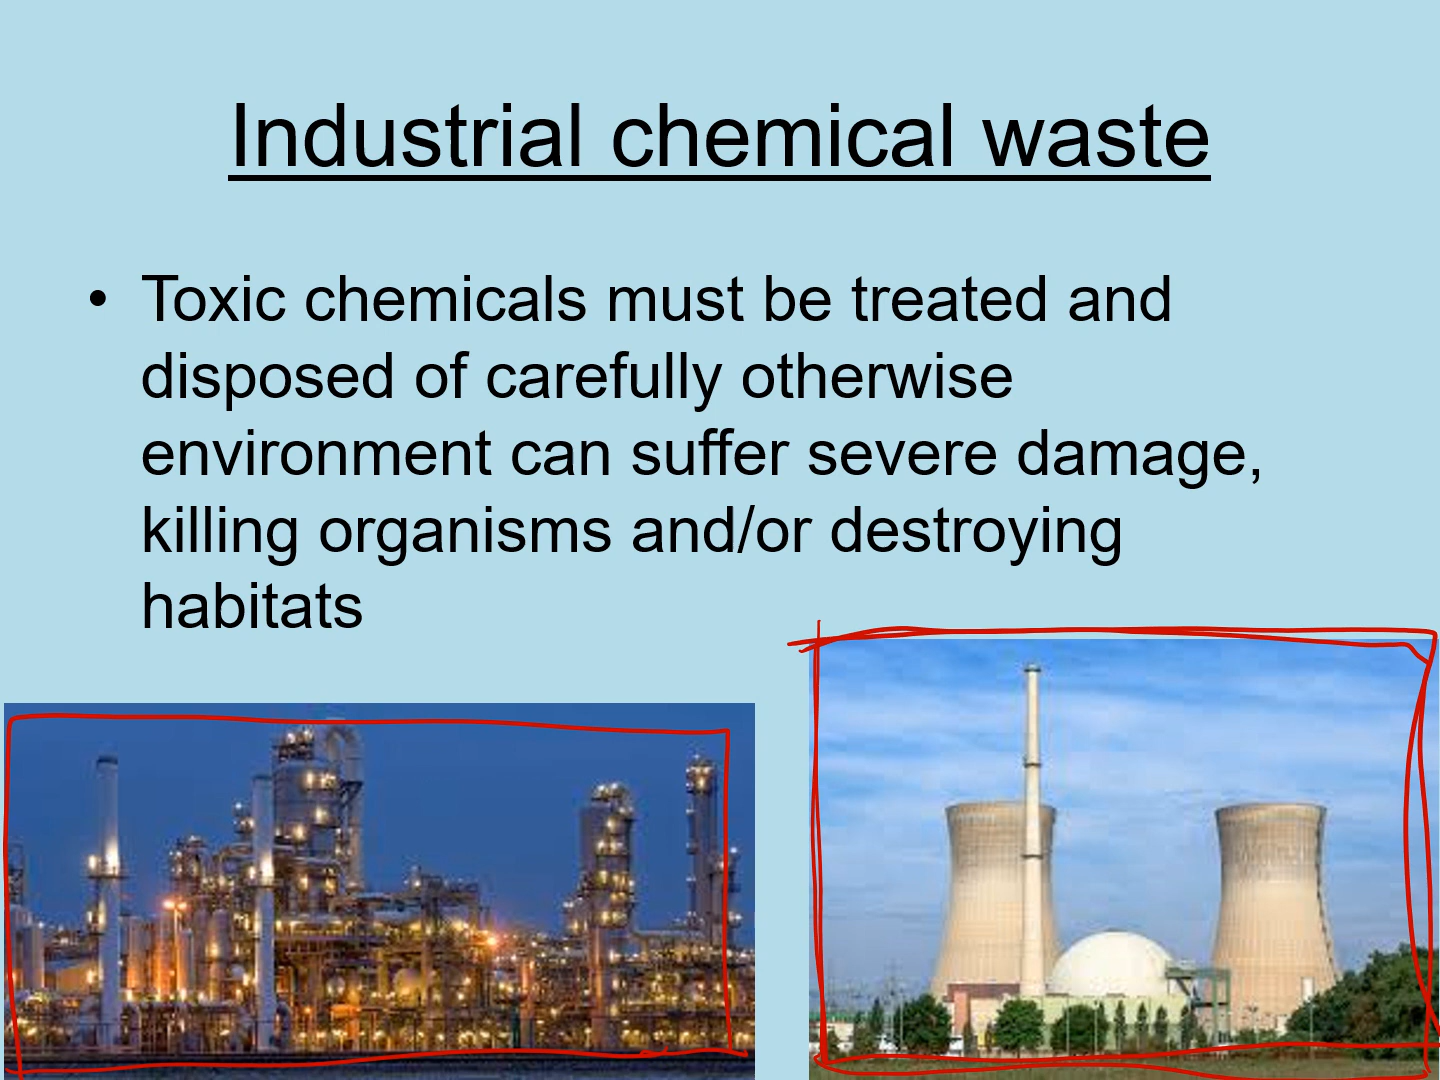 Industrial chemical waste
• Toxic chemicals must be treated and
disposed of carefully otherwise
environment can suffer severe damage,
killing organisms and/or destroying
habitats